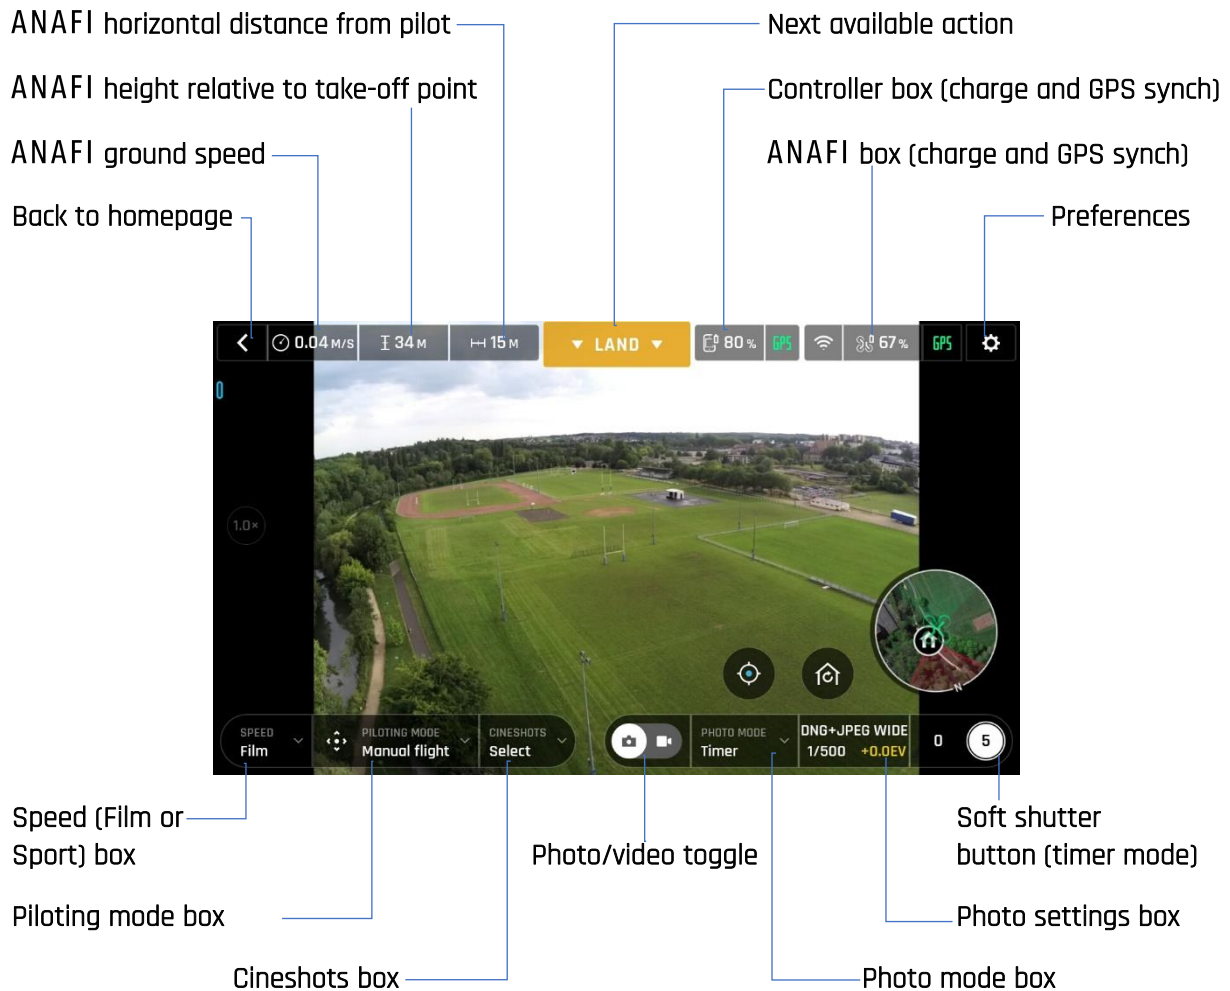 ANAFI horizontal distance from pilot
Next available action
ANAFI height relative to take-off point
Controller box (charge and GPS synch)
ANAFI ground speed
ANAFI box (charge and GPS synch)
Back to homepage
Preferences
0.04 M/S
34 M
15 M
LAND
80 %
GPS
67 %
GPS
0
1.0×
N
SPEED
Film
PILOTING MODE
Manual flight
CINESHOTS
Select
PHOTO MODE
Timer
DNG+JPEG WIDE
1/500 +0.0EV
0
5
Speed (Film or
Sport) box
Photo/video toggle
Soft shutter
button (timer mode)
Piloting mode box
Photo settings box
Cineshots box
Photo mode box